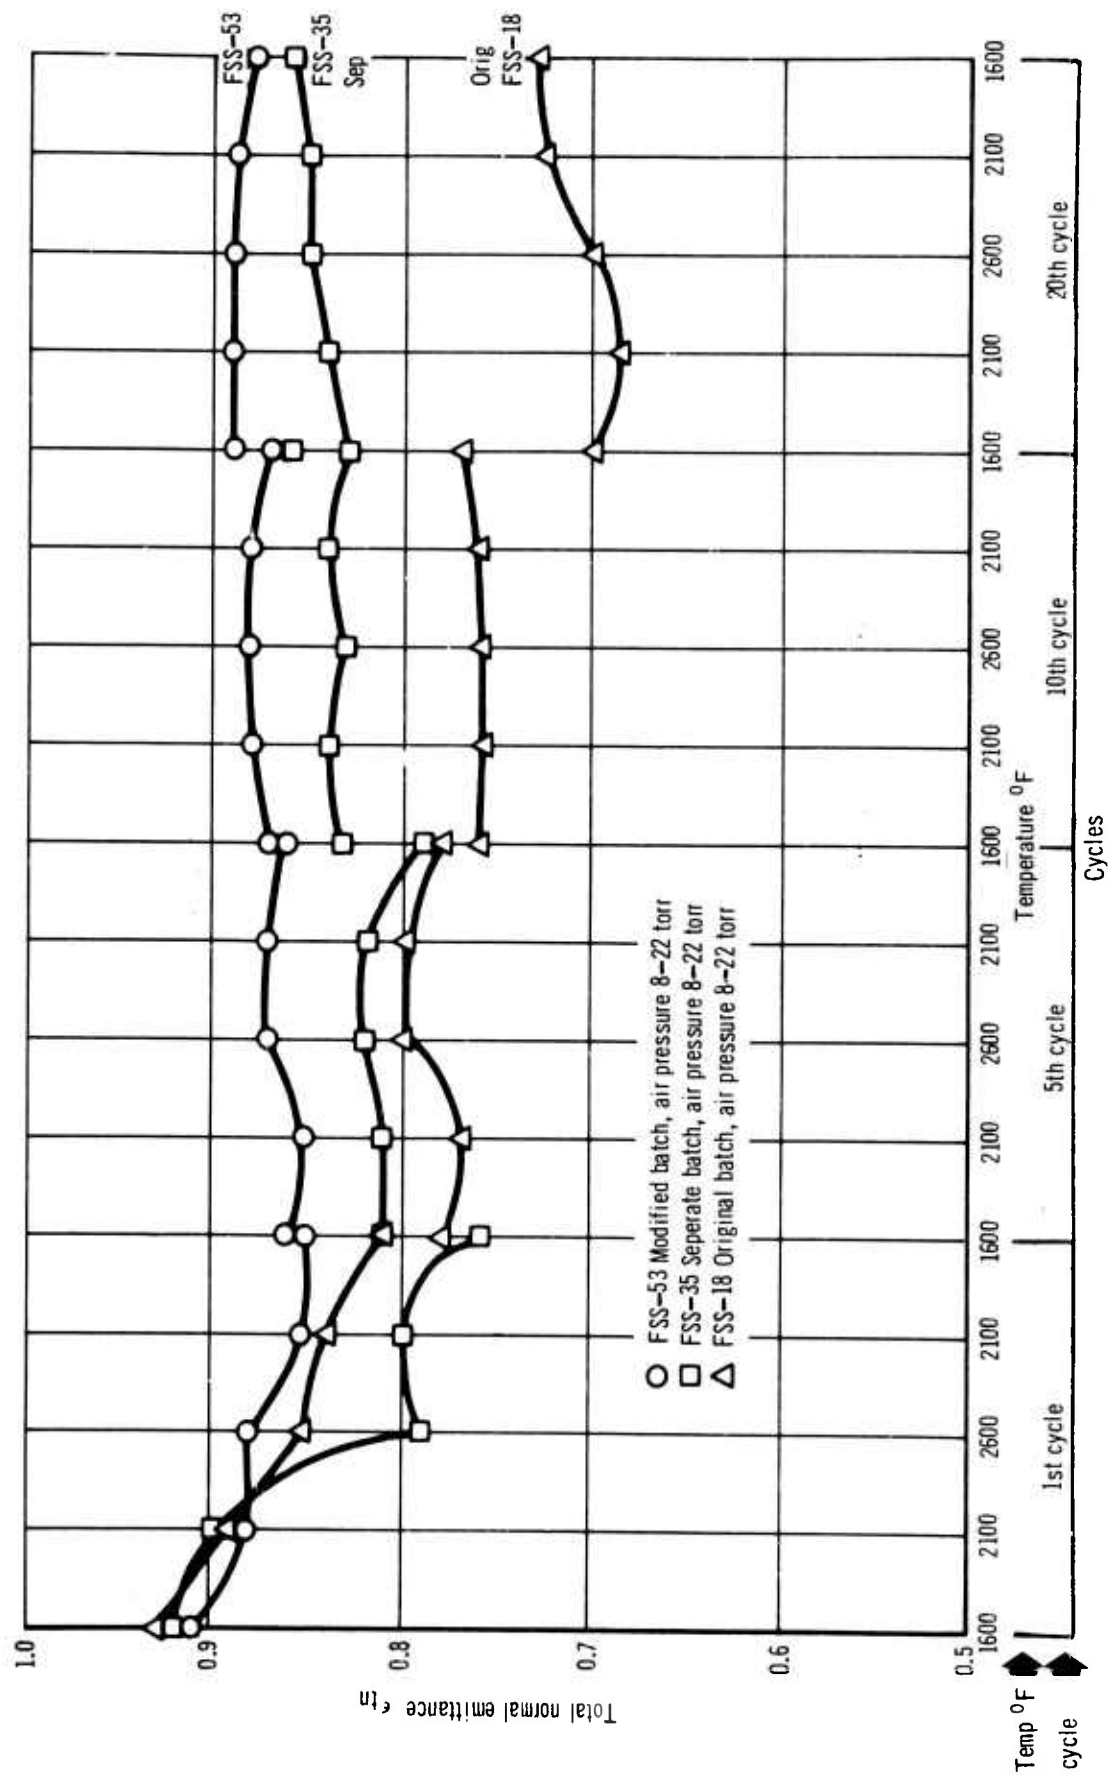 FSS-53
FSS-35
Sep
Orig
FSS-18
1.0
0.9
0.8
0.7
0.6
0.5
Total normal emittance ϵtn
FSS-53 Modified batch, air pressure 8-22 torr
FSS-35 Seperate batch, air pressure 8-22 torr
FSS-18 Original batch, air pressure 8-22 torr
1600 2100 2600 2100 1600 2100 2600 2100 1600 2100 2600 2100 1600 2100 2600 2100 1600
Temp °F
Temperature °F
cycle
1st cycle 5th cycle 10th cycle 20th cycle
Cycles